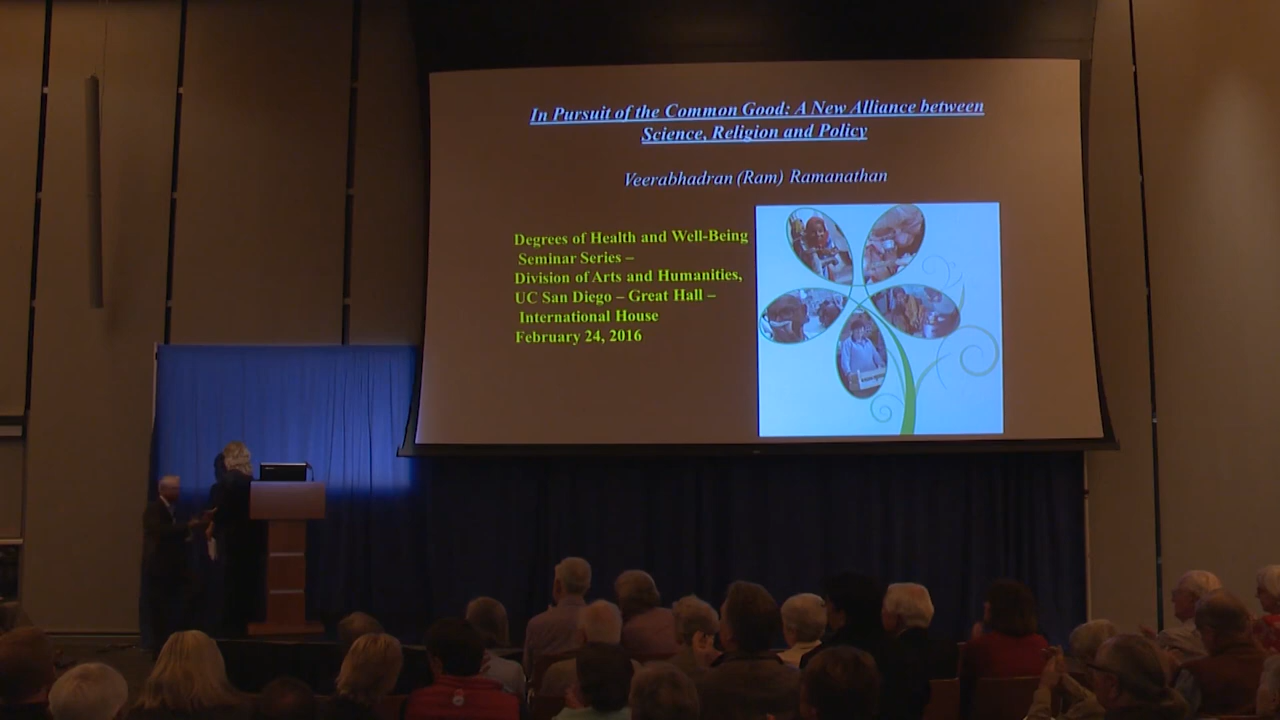 In Pursuit of the Common Good: A New Alliance between
Science, Religion and Policy
Veerabhadran (Ram) Ramanathan
Degrees of Health and Well-Being
Seminar Series –
Division of Arts and Humanities,
UC San Diego – Great Hall –
International House
February 24, 2016